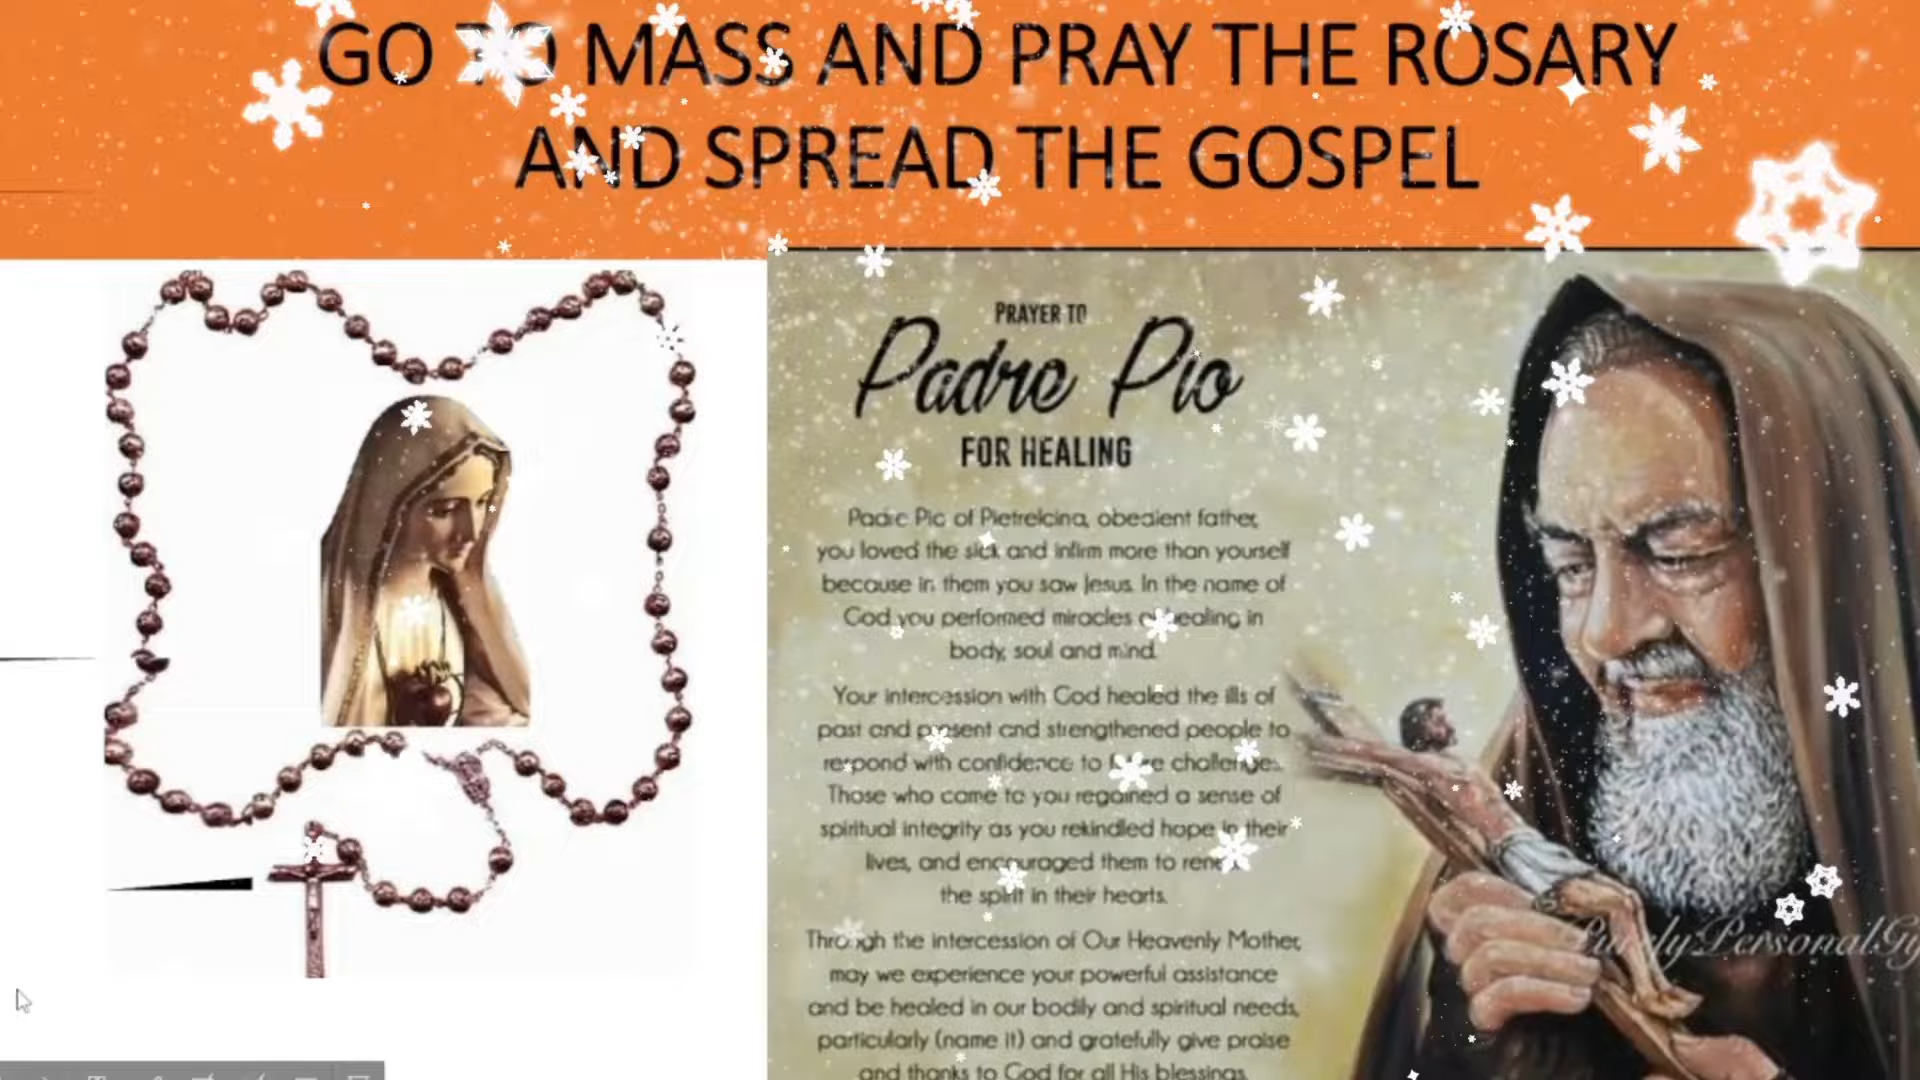 GO TO MASS AND PRAY THE ROSARY
AND SPREAD THE GOSPEL
PRAYER TO
Padre Pio
FOR HEALING
Padre Pio of Pietrelcina, obedient father,
you loved the sick and infirm more than yourself
because in them you saw Jesus. In the name of
God you performed miracles of healing in
body, soul and mind.
Your intercession with God healed the ills of
past and present and strengthened people to
respond with confidence to future challenges.
Those who came to you regained a sense of
spiritual integrity as you rekindled hope in their
lives, and encouraged them to renew
the spirit in their hearts.
Through the intercession of Our Heavenly Mother,
may we experience your powerful assistance
and be healed in our bodily and spiritual needs,
particularly (name it) and gratefully give praise
and thanks to God for all His blessings.